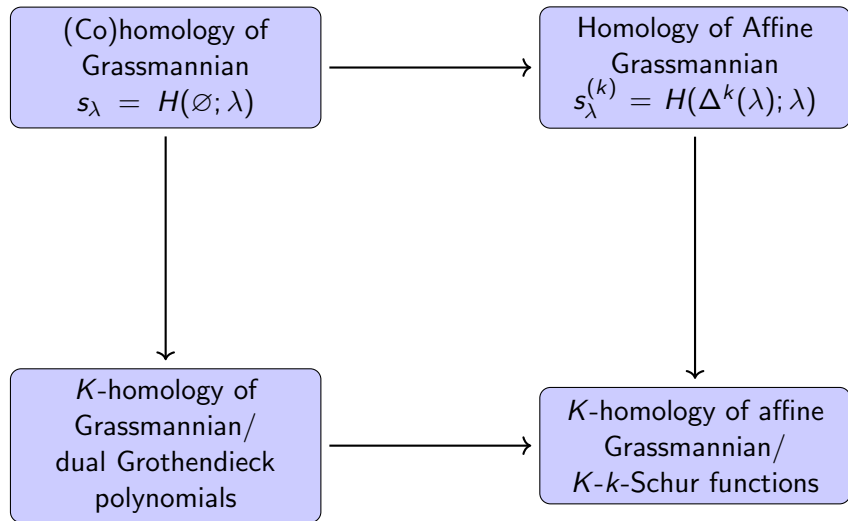 (Co)homology of
Grassmannian
s_λ = H(∅; λ)
Homology of Affine
Grassmannian
s_λ^{(k)} = H(Δ^k(λ); λ)
K-homology of
Grassmannian/
dual Grothendieck
polynomials
K-homology of affine
Grassmannian/
K-k-Schur functions